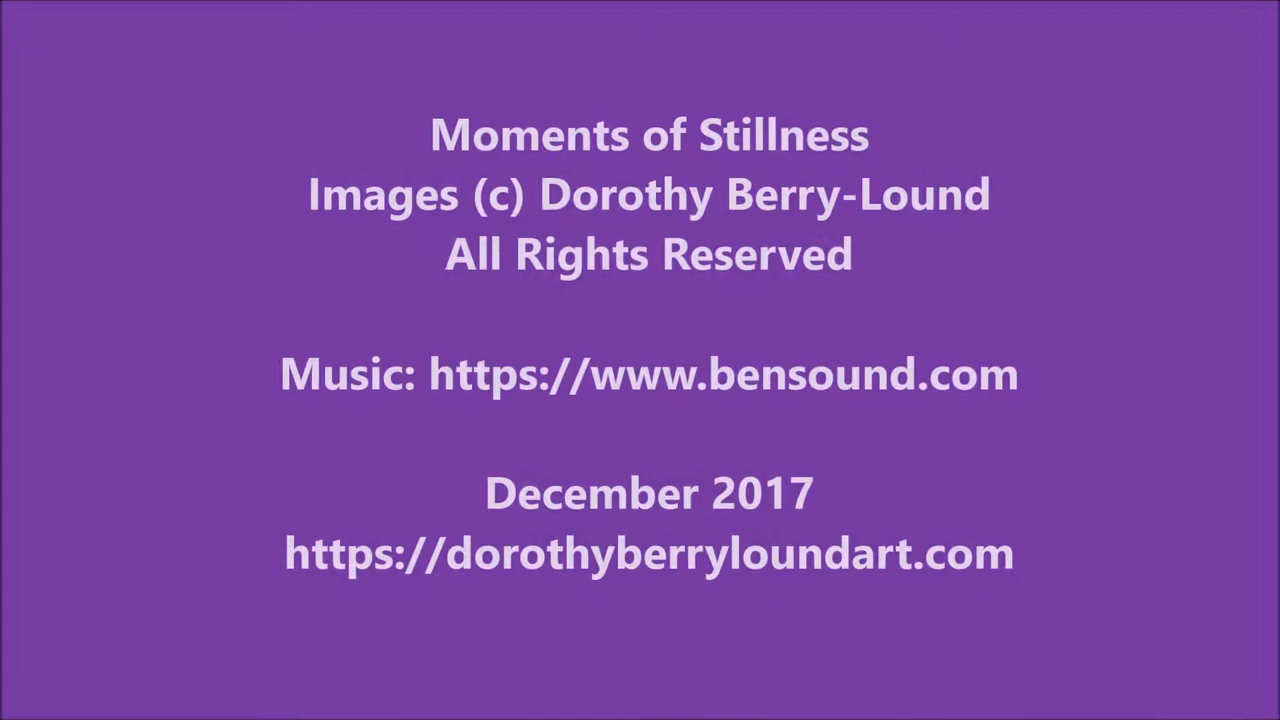 Moments of Stillness
Images (c) Dorothy Berry-Lound
All Rights Reserved
Music: https://www.bensound.com
December 2017
https://dorothyberryloundart.com